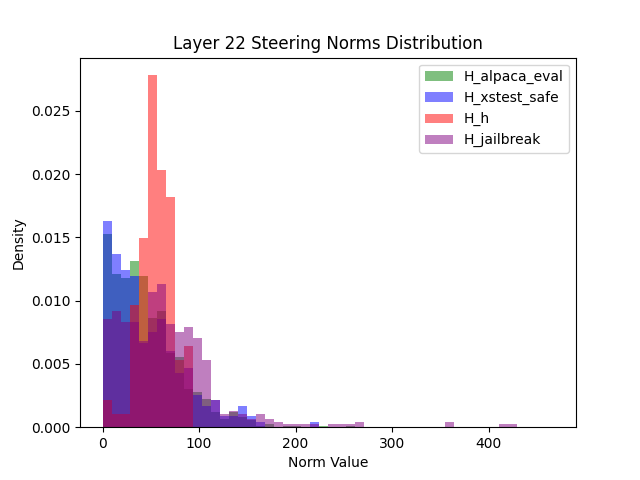 Layer 22 Steering Norms Distribution
H_alpaca_eval
H_xstest_safe
H_h
H_jailbreak
Density
0.025
0.020
0.015
0.010
0.005
0.000
0 100 200 300 400
Norm Value